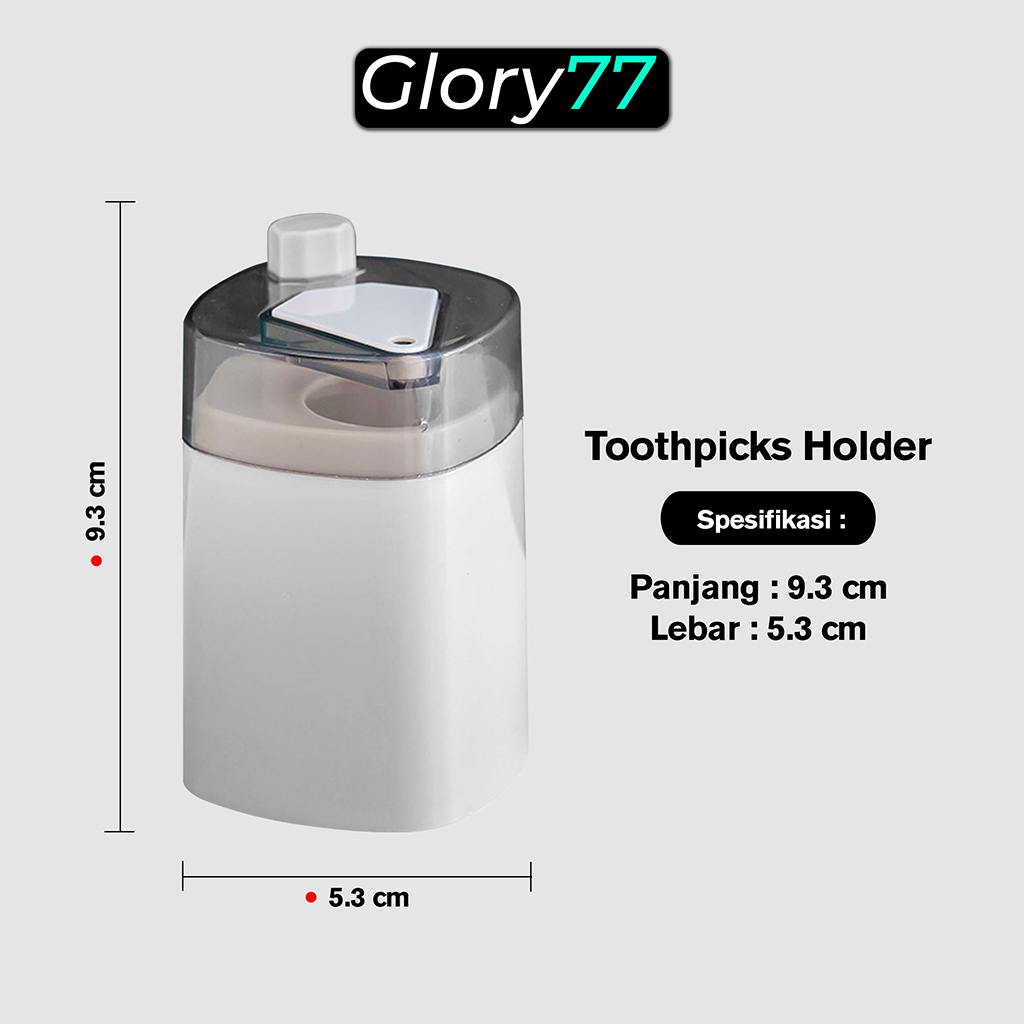 Glory77
Toothpicks Holder
Spesifikasi :
Panjang : 9.3 cm
Lebar : 5.3 cm
• 9.3 cm
• 5.3 cm